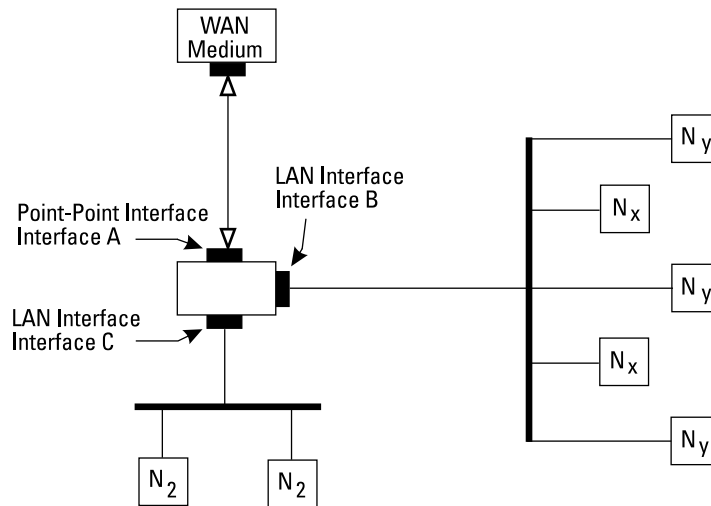 WAN
Medium
LAN Interface
Interface B
Point-Point Interface
Interface A
LAN Interface
Interface C
N y
N x
N y
N x
N y
N 2
N 2